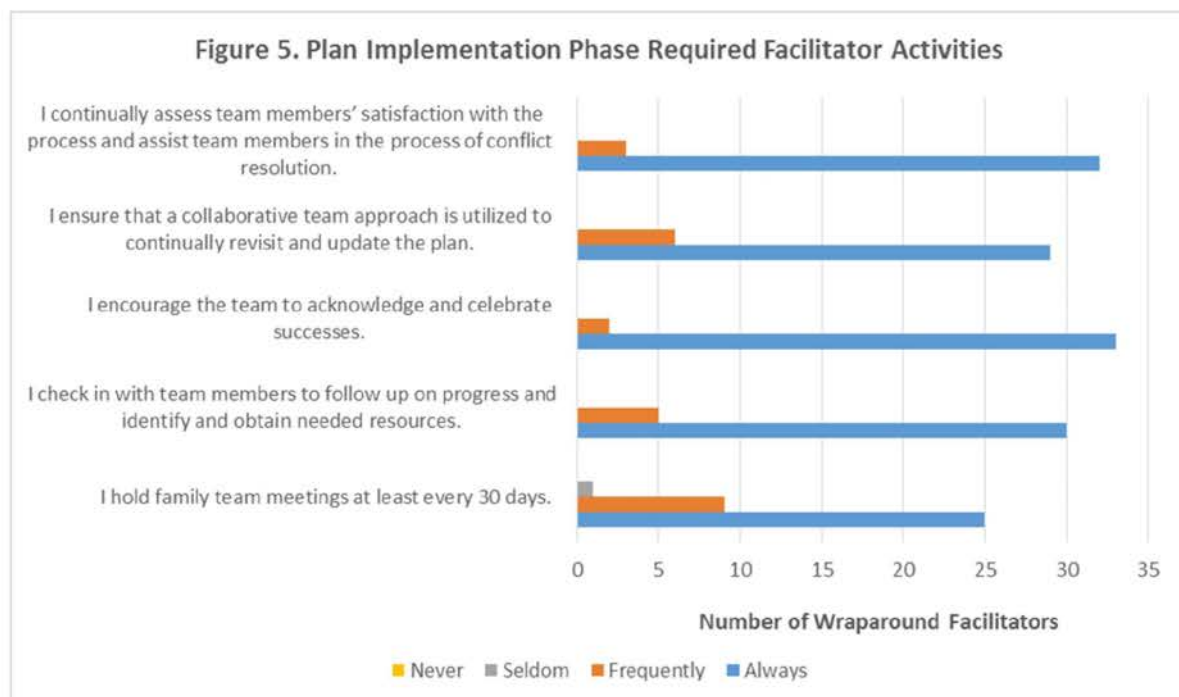 Figure 5. Plan Implementation Phase Required Facilitator Activities
I continually assess team members’ satisfaction with the
process and assist team members in the process of conflict
resolution.
I ensure that a collaborative team approach is utilized to
continually revisit and update the plan.
I encourage the team to acknowledge and celebrate
successes.
I check in with team members to follow up on progress and
identify and obtain needed resources.
I hold family team meetings at least every 30 days.
0 5 10 15 20 25 30 35
Number of Wraparound Facilitators
Never Seldom Frequently Always